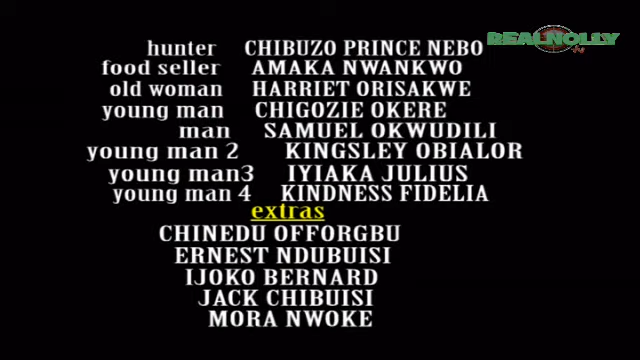 REALNOLLY
hunter CHIBUZO PRINCE NEBO
food seller AMAKA NWANKWO
old woman HARRIET ORISAKWE
young man CHIGOZIE OKERE
man SAMUEL OKWUDILI
young man 2 KINGSLEY OBIALOR
young man3 IYIAKA JULIUS
young man 4 KINDNESS FIDELIA
extras
CHINEDU OFFORGBU
ERNEST NDUBUISI
IJOKO BERNARD
JACK CHIBUISI
MORA NWOKE